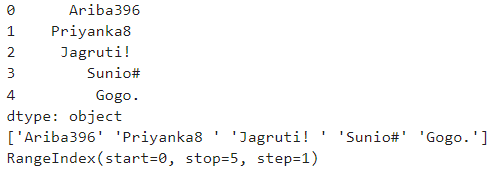 0 Ariba396
1 Priyanka8
2 Jagruti!
3 Sunio#
4 Gogo.
dtype: object
['Ariba396' 'Priyanka8 ' 'Jagruti! ' 'Sunio#' 'Gogo.']
RangeIndex(start=0, stop=5, step=1)